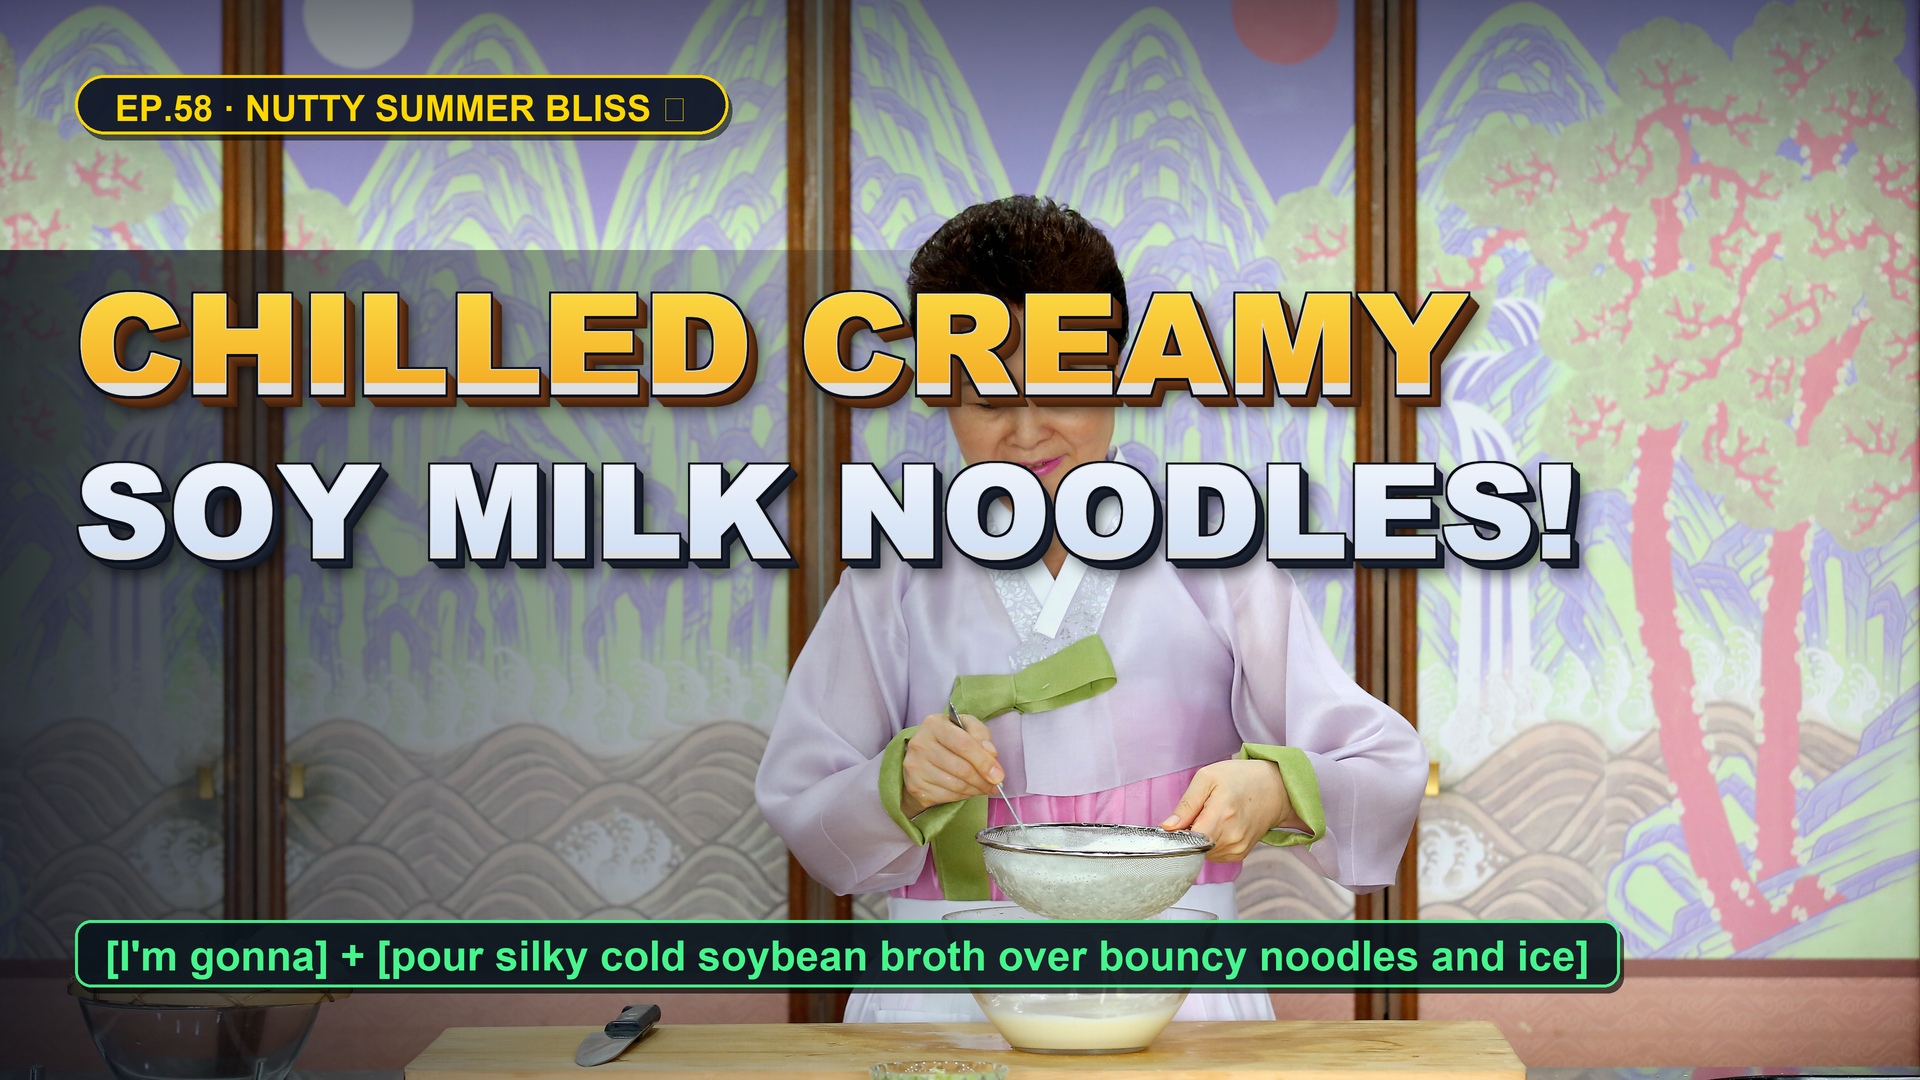 EP.58 · NUTTY SUMMER BLISS □
CHILLED CREAMY
SOY MILK NOODLES!
[I'm gonna] + [pour silky cold soybean broth over bouncy noodles and ice]